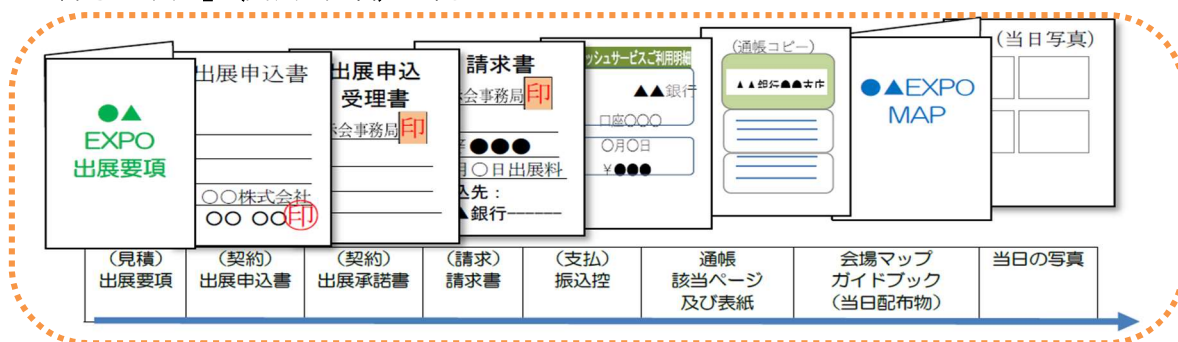 ●▲
EXPO
出展要項
出展申込書
○○株式会社
○○ ○○ 印
出展申込
受理書
会事務局 印
請求書
会事務局 印
●●●
月○日出展料
込先：
▲銀行
ッシュサービスご利用明細
▲▲銀行
口座○○○
○月○日
￥●●●
（通帳コピー）
▲▲銀行●●支店
●▲EXPO
MAP
（当日写真）
（見積）
出展要項
（契約）
出展申込書
（契約）
出展承諾書
（請求）
請求書
（支払）
振込控
通帳
該当ページ
及び表紙
会場マップ
ガイドブック
（当日配布物）
当日の写真